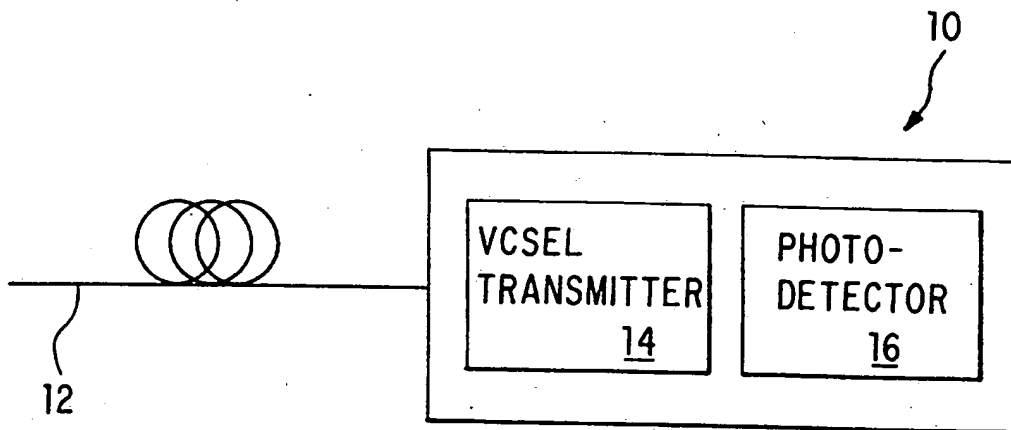 10
VCSEL
TRANSMITTER
14
PHOTO-
DETECTOR
16
12